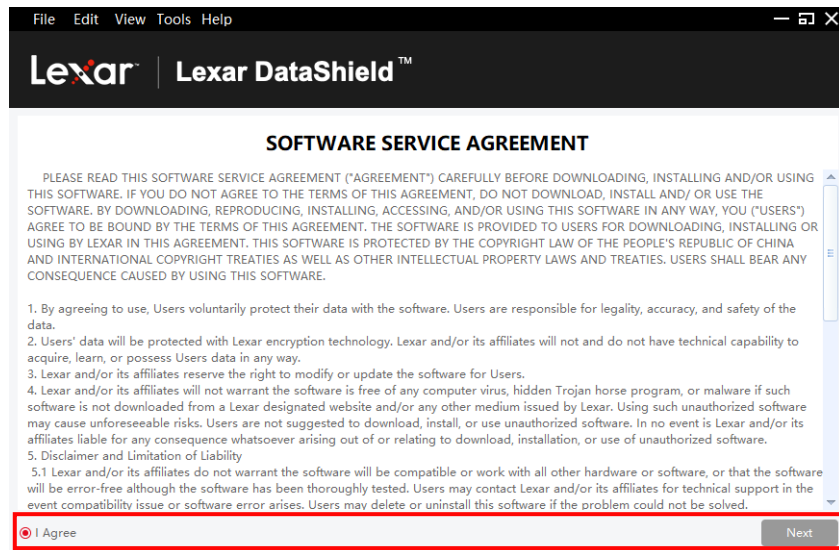 File Edit View Tools Help
Lexar™ | Lexar DataShield™
SOFTWARE SERVICE AGREEMENT
PLEASE READ THIS SOFTWARE SERVICE AGREEMENT ("AGREEMENT") CAREFULLY BEFORE DOWNLOADING, INSTALLING AND/OR USING
THIS SOFTWARE. IF YOU DO NOT AGREE TO THE TERMS OF THIS AGREEMENT, DO NOT DOWNLOAD, INSTALL AND/ OR USE THE
SOFTWARE. BY DOWNLOADING, REPRODUCING, INSTALLING, ACCESSING, AND/OR USING THIS SOFTWARE IN ANY WAY, YOU ("USERS")
AGREE TO BE BOUND BY THE TERMS OF THIS AGREEMENT. THE SOFTWARE IS PROVIDED TO USERS FOR DOWNLOADING, INSTALLING OR
USING BY LEXAR IN THIS AGREEMENT. THIS SOFTWARE IS PROTECTED BY THE COPYRIGHT LAW OF THE PEOPLE'S REPUBLIC OF CHINA
AND INTERNATIONAL COPYRIGHT TREATIES AS WELL AS OTHER INTELLECTUAL PROPERTY LAWS AND TREATIES. USERS SHALL BEAR ANY
CONSEQUENCE CAUSED BY USING THIS SOFTWARE.
1. By agreeing to use, Users voluntarily protect their data with the software. Users are responsible for legality, accuracy, and safety of the
data.
2. Users' data will be protected with Lexar encryption technology. Lexar and/or its affiliates will not and do not have technical capability to
acquire, learn, or possess Users data in any way.
3. Lexar and/or its affiliates reserve the right to modify or update the software for Users.
4. Lexar and/or its affiliates will not warrant the software is free of any computer virus, hidden Trojan horse program, or malware if such
software is not downloaded from a Lexar designated website and/or any other medium issued by Lexar. Using such unauthorized software
may cause unforeseeable risks. Users are not suggested to download, install, or use unauthorized software. In no event is Lexar and/or its
affiliates liable for any consequence whatsoever arising out of or relating to download, installation, or use of unauthorized software.
5. Disclaimer and Limitation of Liability
5.1 Lexar and/or its affiliates do not warrant the software will be compatible or work with all other hardware or software, or that the software
will be error-free although the software has been thoroughly tested. Users may contact Lexar and/or its affiliates for technical support in the
event compatibility issue or software error arises. Users may delete or uninstall this software if the problem could not be solved.
I Agree Next